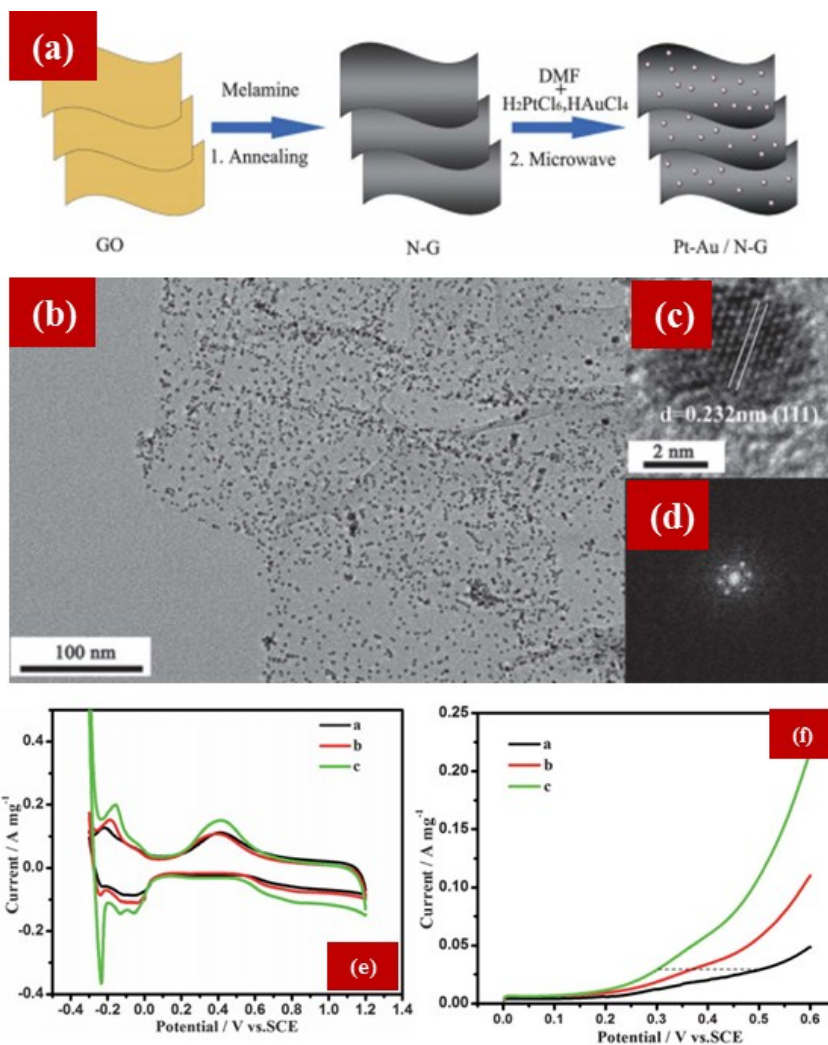 (a)
Melamine
1. Annealing
DMF
+
H₂PtCl₆,HAuCl₄
2. Microwave
GO
N-G
Pt-Au / N-G
(b)
100 nm
(c)
d=0.232nm (111)
2 nm
(d)
Current / A mg⁻¹
0.4
0.2
0.0
-0.2
-0.4
a
b
c
(e)
-0.4 -0.2 0.0 0.2 0.4 0.6 0.8 1.0 1.2 1.4
Potential / V vs.SCE
Current / A mg⁻¹
0.25
0.20
0.15
0.10
0.05
0.00
a
b
c
(f)
0.0 0.1 0.2 0.3 0.4 0.5 0.6
Potential / V vs.SCE